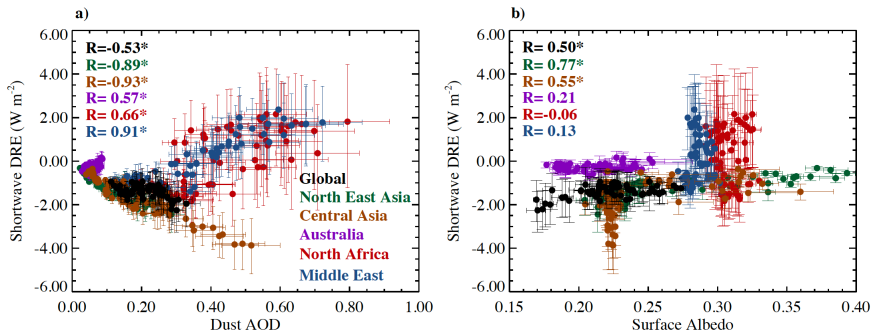 a)
6.00
4.00
2.00
0.00
-2.00
-4.00
-6.00
Shortwave DRE (W m-2)
R=-0.53*
R=-0.89*
R=-0.93*
R= 0.57*
R= 0.66*
R= 0.91*
Global
North East Asia
Central Asia
Australia
North Africa
Middle East
0.00 0.20 0.40 0.60 0.80 1.00
Dust AOD
b)
6.00
4.00
2.00
0.00
-2.00
-4.00
-6.00
Shortwave DRE (W m-2)
R= 0.50*
R= 0.77*
R= 0.55*
R= 0.21
R=-0.06
R= 0.13
0.15 0.20 0.25 0.30 0.35 0.40
Surface Albedo